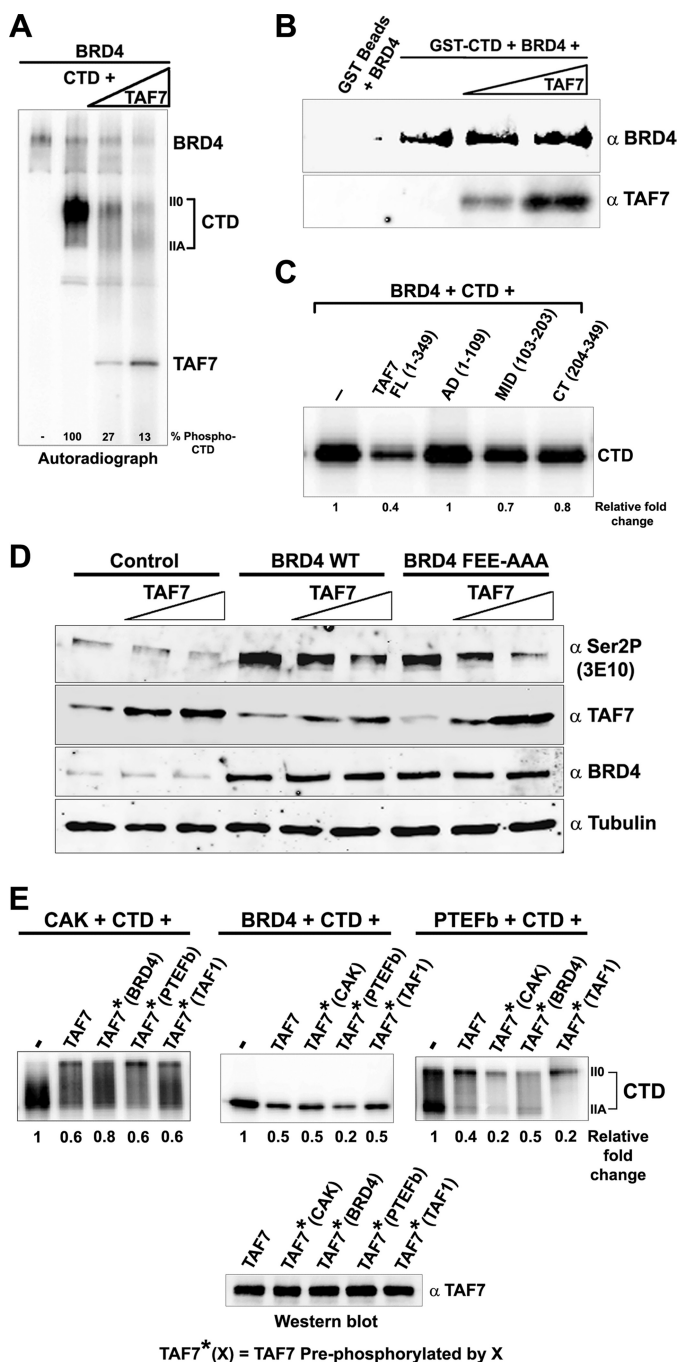 A
BRD4
CTD +
TAF7
BRD4
II0
CTD
IIA
TAF7
- 100 27 13 % Phospho-
CTD
Autoradiograph
B
GST Beads
+ BRD4
GST-CTD + BRD4 +
TAF7
α BRD4
α TAF7
C
BRD4 + CTD +
–
TAF7
FL (1-349)
AD (1-109)
MID (103-203)
CT (204-349)
CTD
1 0.4 1 0.7 0.8 Relative fold
change
D
Control BRD4 WT BRD4 FEE-AAA
TAF7 TAF7 TAF7
α Ser2P
(3E10)
α TAF7
α BRD4
α Tubulin
E
CAK + CTD + BRD4 + CTD + PTEFb + CTD +
- TAF7 TAF7*(BRD4) TAF7*(PTEFb) TAF7*(TAF1)
- TAF7 TAF7*(CAK) TAF7*(PTEFb) TAF7*(TAF1)
- TAF7 TAF7*(CAK) TAF7*(BRD4) TAF7*(TAF1)
II0
CTD
IIA
1 0.6 0.8 0.6 0.6 1 0.5 0.5 0.2 0.5 1 0.4 0.2 0.5 0.2 Relative
fold
change
TAF7 TAF7*(CAK) TAF7*(BRD4) TAF7*(PTEFb) TAF7*(TAF1)
α TAF7
Western blot
TAF7*(X) = TAF7 Pre-phosphorylated by X